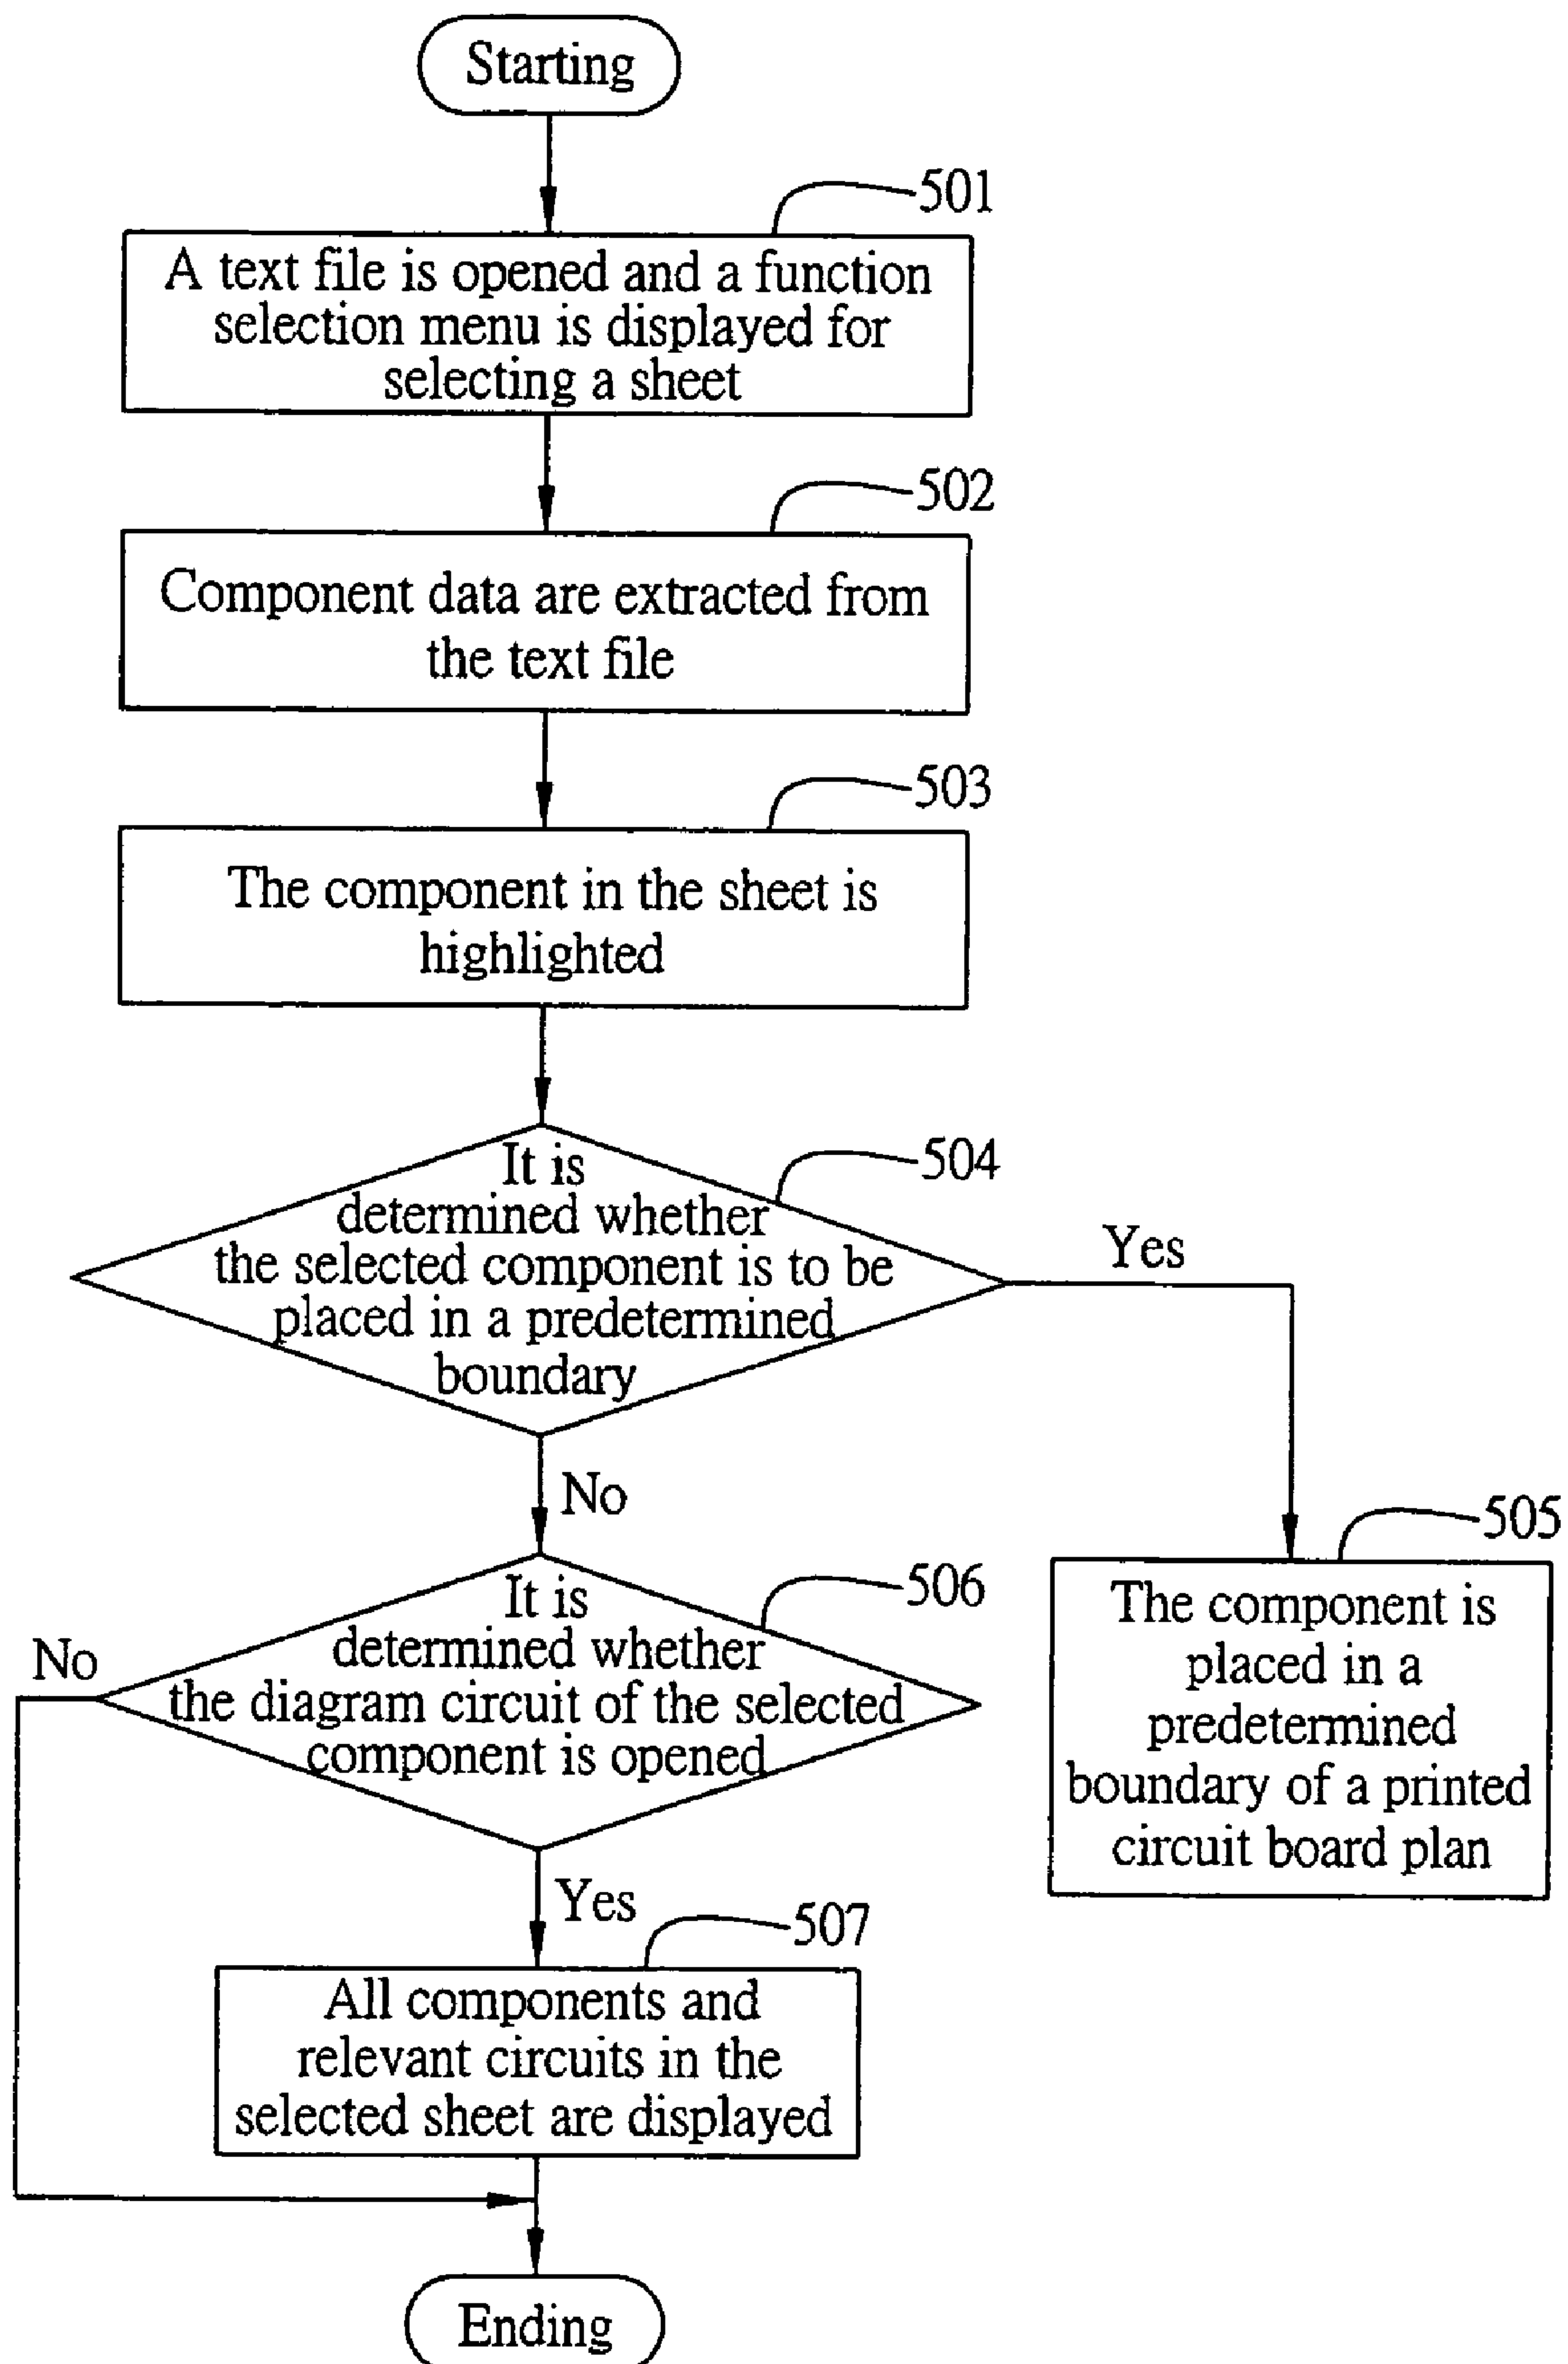 Starting
501
A text file is opened and a function
selection menu is displayed for
selecting a sheet
502
Component data are extracted from
the text file
503
The component in the sheet is
highlighted
504
It is
determined whether
the selected component is to be
placed in a predetermined
boundary
Yes
No
505
The component is
placed in a
predetermined
boundary of a printed
circuit board plan
506
It is
determined whether
the diagram circuit of the selected
component is opened
No
Yes
507
All components and
relevant circuits in the
selected sheet are displayed
Ending